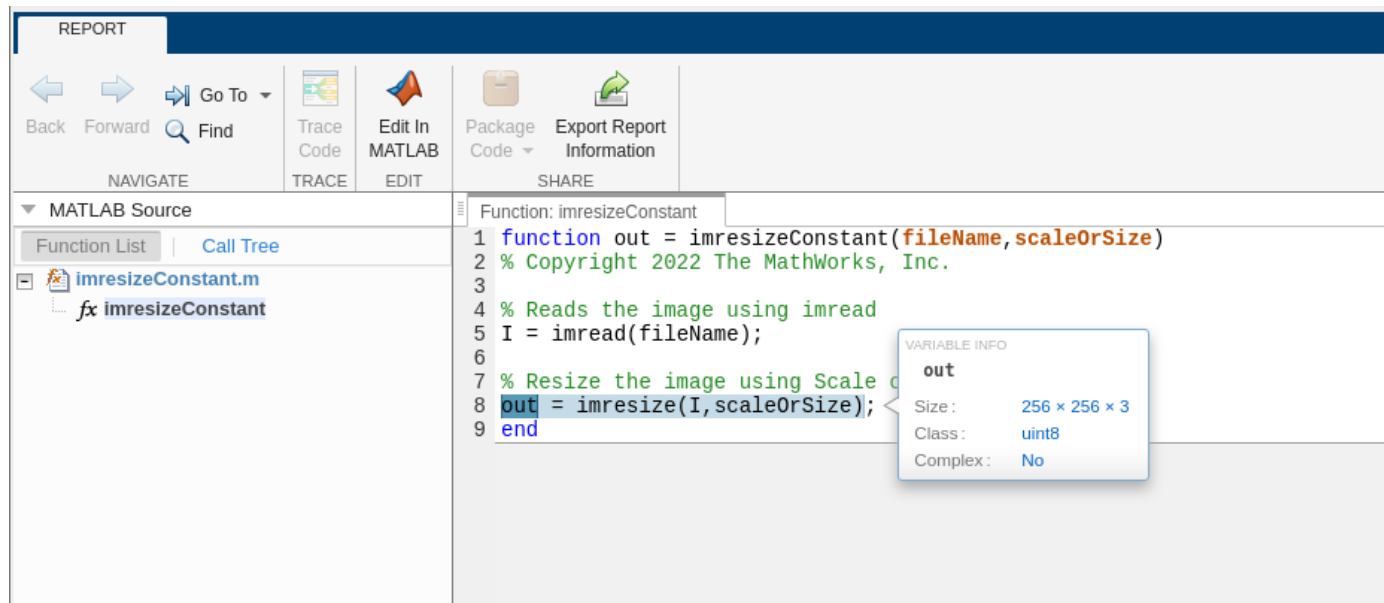 REPORT
Back
Forward
Go To
Find
NAVIGATE
Trace
Code
TRACE
Edit In
MATLAB
EDIT
Package
Code
Export Report
Information
SHARE
MATLAB Source
Function List | Call Tree
imresizeConstant.m
fx imresizeConstant
Function: imresizeConstant
1 function out = imresizeConstant(fileName,scaleOrSize)
2 % Copyright 2022 The MathWorks, Inc.
3
4 % Reads the image using imread
5 I = imread(fileName);
6
7 % Resize the image using Scale
8 out = imresize(I,scaleOrSize);
9 end
VARIABLE INFO
out
Size: 256 × 256 × 3
Class: uint8
Complex: No